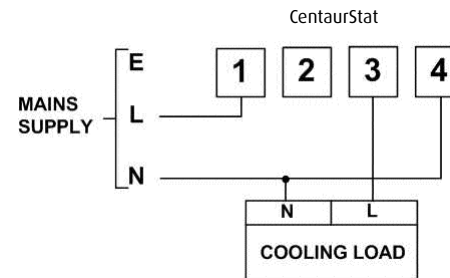 CentaurStat
E
1 2 3 4
MAINS
SUPPLY
L
N
N L
COOLING LOAD